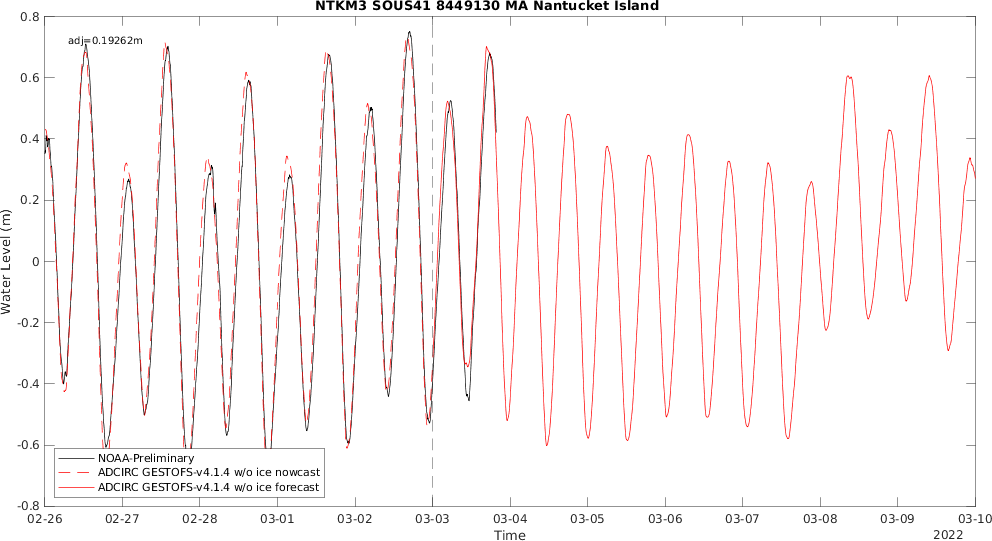 NTKM3 SOUS41 8449130 MA Nantucket Island
adj=0.19262m
0.8
0.6
0.4
0.2
0
-0.2
-0.4
-0.6
-0.8
Water Level (m)
NOAA-Preliminary
ADCIRC GESTOFS-v4.1.4 w/o ice nowcast
ADCIRC GESTOFS-v4.1.4 w/o ice forecast
02-26 02-27 02-28 03-01 03-02 03-03 03-04 03-05 03-06 03-07 03-08 03-09 03-10
Time
2022